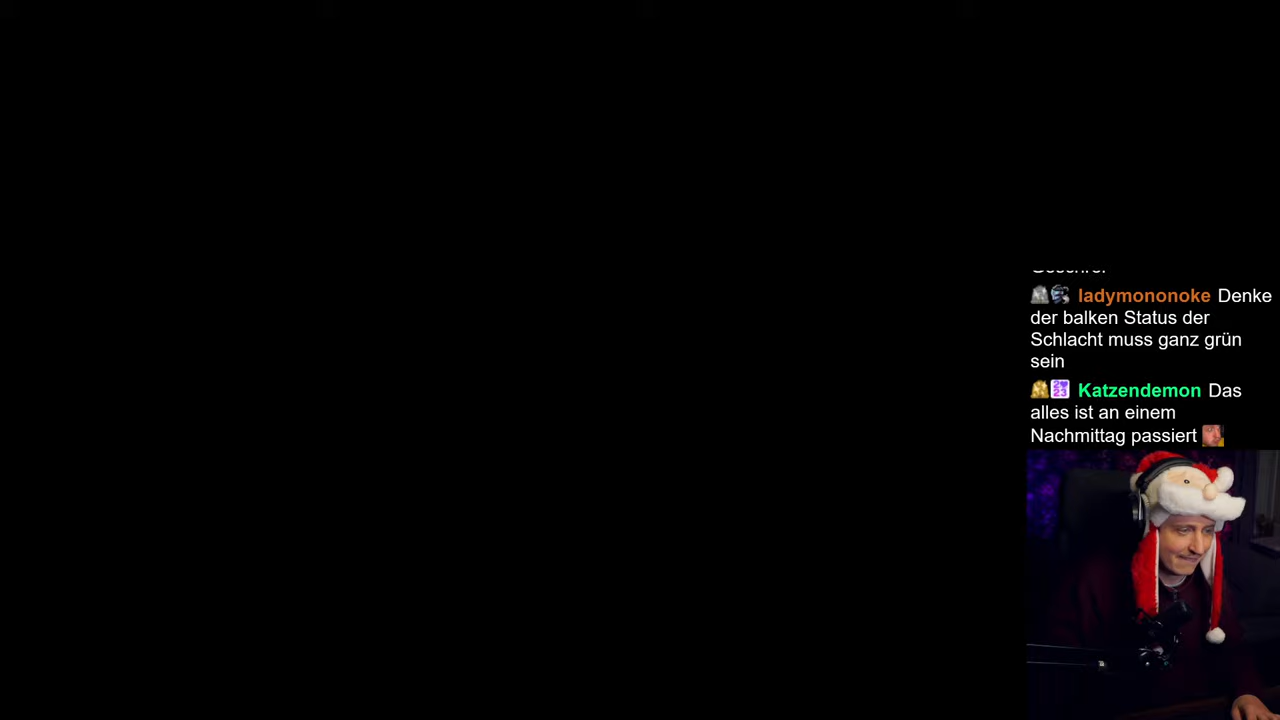 ladymononoke Denke
der balken Status der
Schlacht muss ganz grün
sein
Katzendemon Das
alles ist an einem
Nachmittag passiert